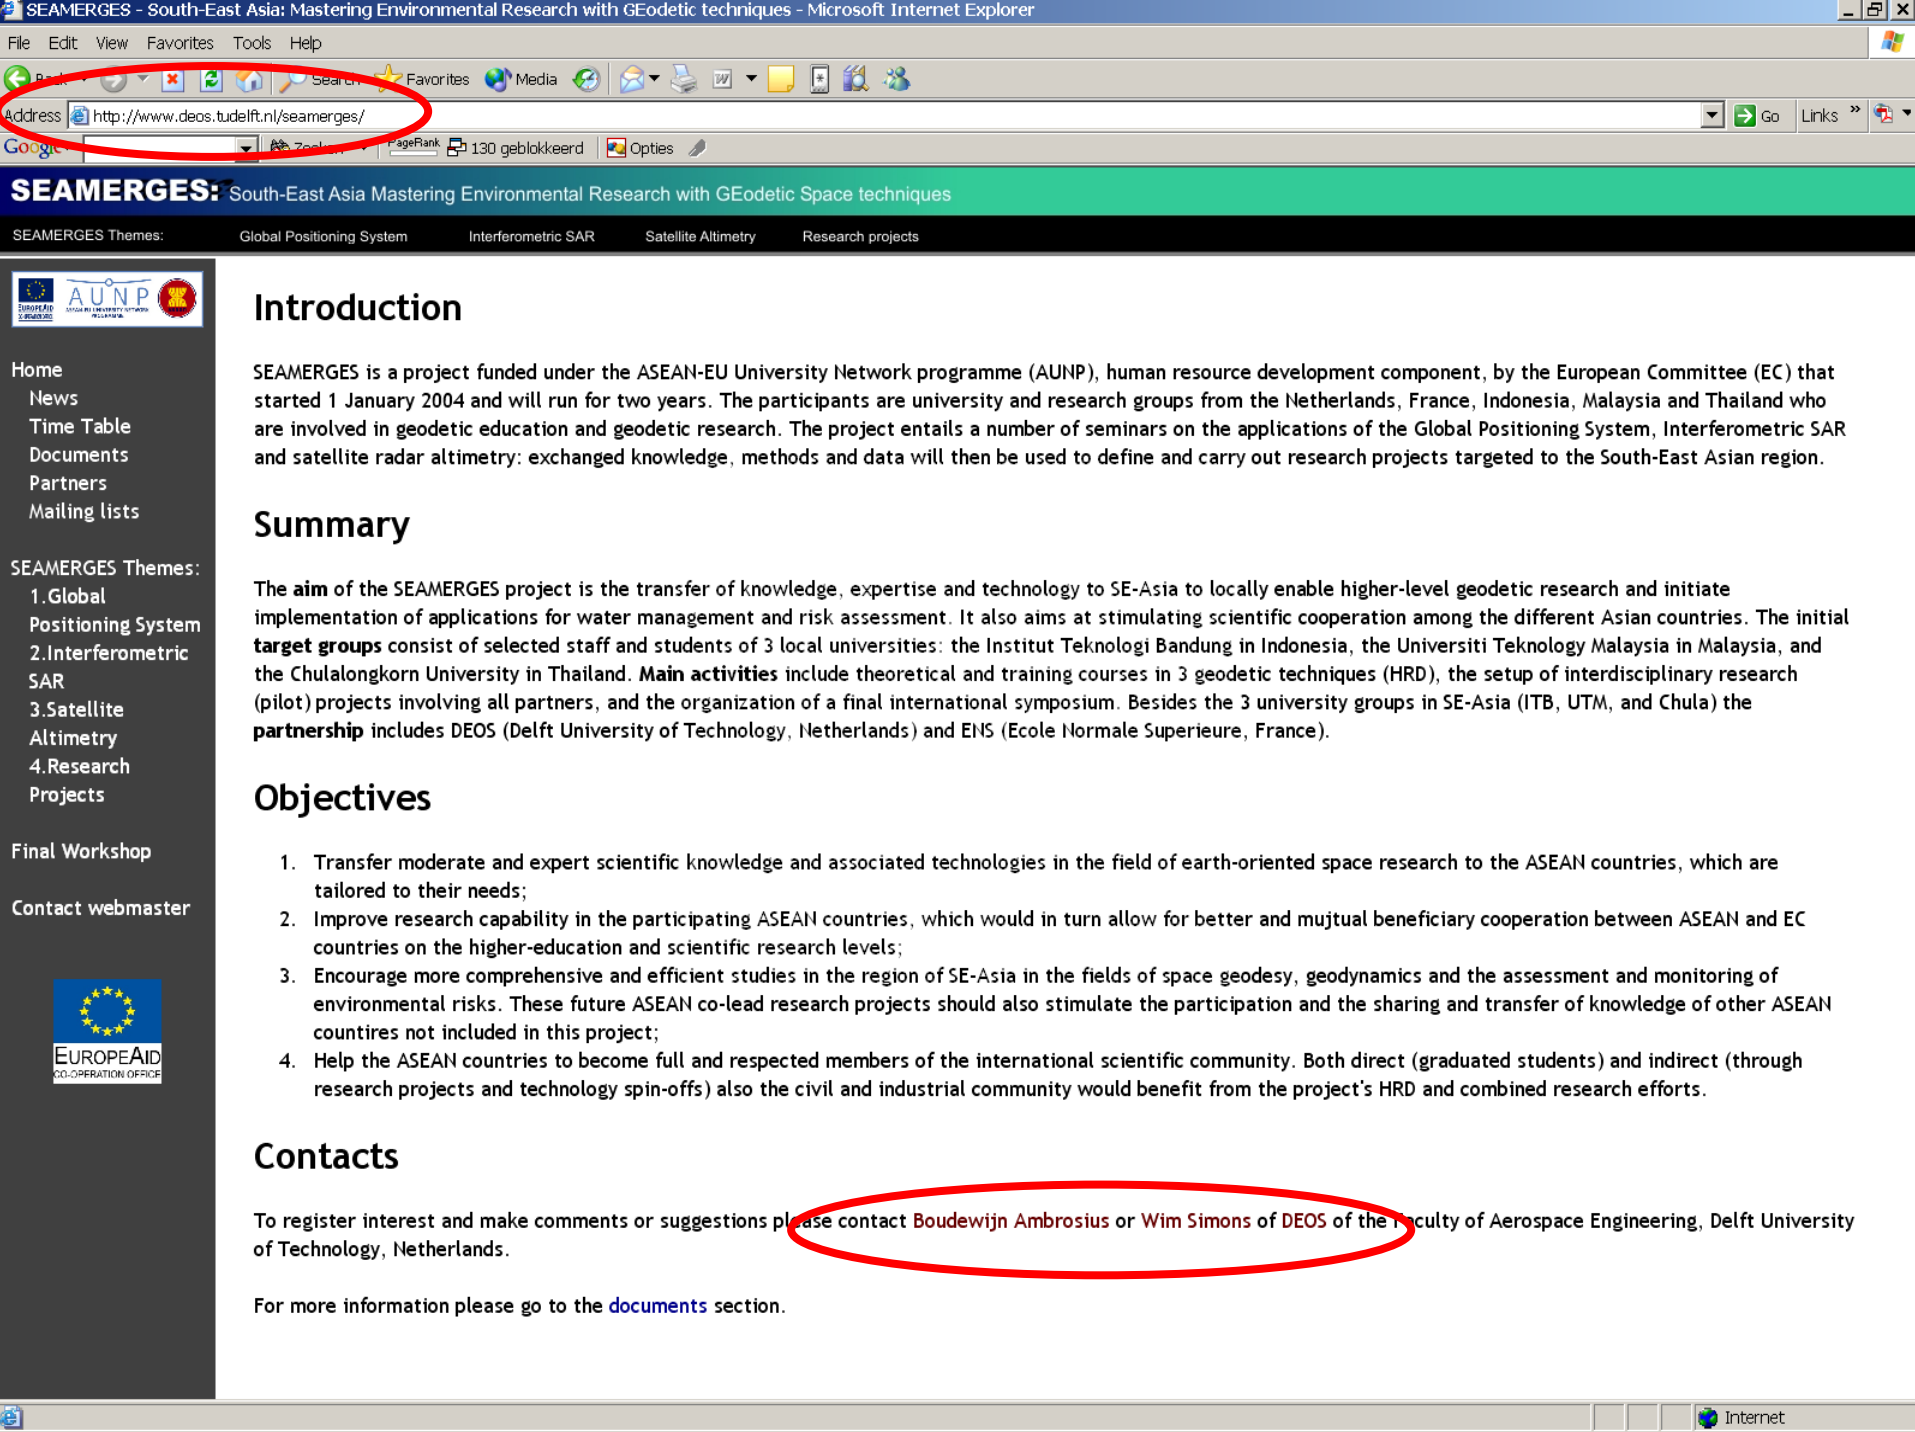 SEAMERGES - South-East Asia: Mastering Environmental Research with GEodetic techniques - Microsoft Internet Explorer
File Edit View Favorites Tools Help
Search Favorites Media
Address http://www.deos.tudelft.nl/seamerges/ Go Links »
PageRank 130 geblokkeerd Opties
SEAMERGES: South-East Asia Mastering Environmental Research with GEodetic Space techniques
SEAMERGES Themes: Global Positioning System Interferometric SAR Satellite Altimetry Research projects
EUROPEAID AUNP
ASEAN-EU UNIVERSITY NETWORK
PROGRAMME
Home
News
Time Table
Documents
Partners
Mailing lists
SEAMERGES Themes:
1.Global
Positioning System
2.Interferometric
SAR
3.Satellite
Altimetry
4.Research
Projects
Final Workshop
Contact webmaster
EUROPEAID
CO-OPERATION OFFICE
Introduction
SEAMERGES is a project funded under the ASEAN-EU University Network programme (AUNP), human resource development component, by the European Committee (EC) that
started 1 January 2004 and will run for two years. The participants are university and research groups from the Netherlands, France, Indonesia, Malaysia and Thailand who
are involved in geodetic education and geodetic research. The project entails a number of seminars on the applications of the Global Positioning System, Interferometric SAR
and satellite radar altimetry: exchanged knowledge, methods and data will then be used to define and carry out research projects targeted to the South-East Asian region.
Summary
The aim of the SEAMERGES project is the transfer of knowledge, expertise and technology to SE-Asia to locally enable higher-level geodetic research and initiate
implementation of applications for water management and risk assessment. It also aims at stimulating scientific cooperation among the different Asian countries. The initial
target groups consist of selected staff and students of 3 local universities: the Institut Teknologi Bandung in Indonesia, the Universiti Teknology Malaysia in Malaysia, and
the Chulalongkorn University in Thailand. Main activities include theoretical and training courses in 3 geodetic techniques (HRD), the setup of interdisciplinary research
(pilot) projects involving all partners, and the organization of a final international symposium. Besides the 3 university groups in SE-Asia (ITB, UTM, and Chula) the
partnership includes DEOS (Delft University of Technology, Netherlands) and ENS (Ecole Normale Superieure, France).
Objectives
1. Transfer moderate and expert scientific knowledge and associated technologies in the field of earth-oriented space research to the ASEAN countries, which are
tailored to their needs;
2. Improve research capability in the participating ASEAN countries, which would in turn allow for better and mujtual beneficiary cooperation between ASEAN and EC
countries on the higher-education and scientific research levels;
3. Encourage more comprehensive and efficient studies in the region of SE-Asia in the fields of space geodesy, geodynamics and the assessment and monitoring of
environmental risks. These future ASEAN co-lead research projects should also stimulate the participation and the sharing and transfer of knowledge of other ASEAN
countires not included in this project;
4. Help the ASEAN countries to become full and respected members of the international scientific community. Both direct (graduated students) and indirect (through
research projects and technology spin-offs) also the civil and industrial community would benefit from the project's HRD and combined research efforts.
Contacts
To register interest and make comments or suggestions please contact Boudewijn Ambrosius or Wim Simons of DEOS of the Faculty of Aerospace Engineering, Delft University
of Technology, Netherlands.
For more information please go to the documents section.
Internet